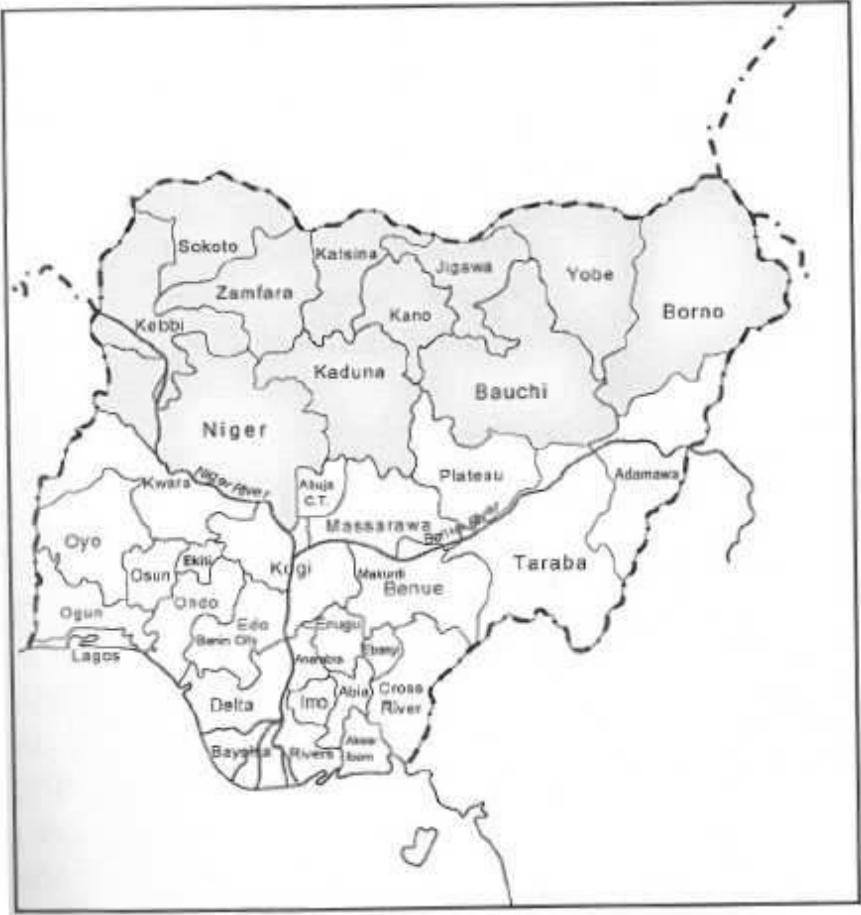 Sokoto
Katsina
Jigawa
Yobe
Zamfara
Borno
Kano
Kebbi
Kaduna
Bauchi
Niger
Plateau
Adamawa
Kwara
Niger River
Abuja
C.T.
Massarawa
Benue River
Oyo
Ekiti
Osun
Kogi
Taraba
Makurdi
Benue
Ondo
Ogun
Edo
Enugu
Benin City
Ebonyi
Lagos
Anambra
Cross
River
Abia
Imo
Delta
Akwa
Ibom
Bayelsa
Rivers